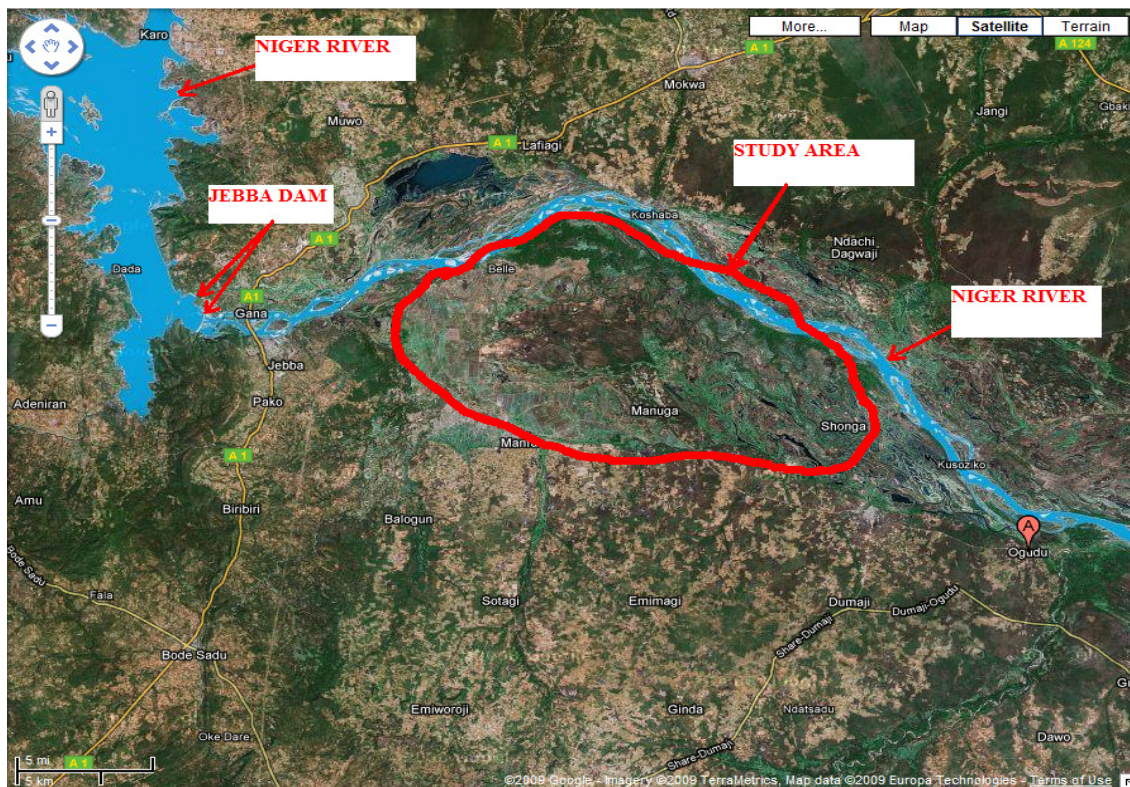 Karo
NIGER RIVER
More...
Map
Satellite
Terrain
A 1
A 124
Mokwa
Jangi
Muwo
A 1
Lafiagi
STUDY AREA
JEBBA DAM
Koshaba
A 1
Ndachi
Dagwaji
Dada
Belle
NIGER RIVER
A1
Gana
Jebba
Adeniran
Pako
Manuga
Shonga
A 1
Kusoziko
Amu
Biribiri
Balogun
A
Ogudu
Bode Sadu
Fala
Sotagi
Emimagi
Dumaji
Dumaji-Ogudu
Share-Dumaji
Bode Sadu
Emiworoji
Ginda
Ndatsadu
Oke Dare
Dawo
Share-Dumaji
5 mi
A 1
5 km
©2009 Google - Imagery ©2009 TerraMetrics, Map data ©2009 Europa Technologies - Terms of Use